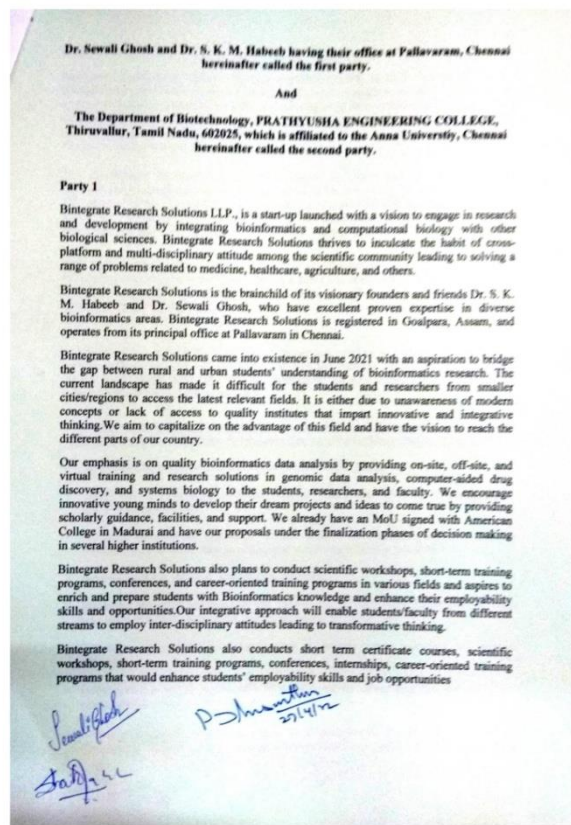 Dr. Sewali Ghosh and Dr. S. K. M. Habeeb having their office at Pallavaram, Chennai
hereinafter called the first party.
And
The Department of Biotechnology, PRATHYUSHA ENGINEERING COLLEGE,
Thiruvallur, Tamil Nadu, 602025, which is affiliated to the Anna Universtiy, Chennai
hereinafter called the second party.
Party 1
Bintegrate Research Solutions LLP., is a start-up launched with a vision to engage in research
and development by integrating bioinformatics and computational biology with other
biological sciences. Bintegrate Research Solutions thrives to inculcate the habit of cross-
platform and multi-disciplinary attitude among the scientific community leading to solving a
range of problems related to medicine, healthcare, agriculture, and others.
Bintegrate Research Solutions is the brainchild of its visionary founders and friends Dr. S. K.
M. Habeeb and Dr. Sewali Ghosh, who have excellent proven expertise in diverse
bioinformatics areas. Bintegrate Research Solutions is registered in Goalpara, Assam, and
operates from its principal office at Pallavaram in Chennai.
Bintegrate Research Solutions came into existence in June 2021 with an aspiration to bridge
the gap between rural and urban students' understanding of bioinformatics research. The
current landscape has made it difficult for the students and researchers from smaller
cities/regions to access the latest relevant fields. It is either due to unawareness of modern
concepts or lack of access to quality institutes that impart innovative and integrative
thinking.We aim to capitalize on the advantage of this field and have the vision to reach the
different parts of our country.
Our emphasis is on quality bioinformatics data analysis by providing on-site, off-site, and
virtual training and research solutions in genomic data analysis, computer-aided drug
discovery, and systems biology to the students, researchers, and faculty. We encourage
innovative young minds to develop their dream projects and ideas to come true by providing
scholarly guidance, facilities, and support. We already have an MoU signed with American
College in Madurai and have our proposals under the finalization phases of decision making
in several higher institutions.
Bintegrate Research Solutions also plans to conduct scientific workshops, short-term training
programs, conferences, and career-oriented training programs in various fields and aspires to
enrich and prepare students with Bioinformatics knowledge and enhance their employability
skills and opportunities.Our integrative approach will enable students/faculty from different
streams to employ inter-disciplinary attitudes leading to transformative thinking.
Bintegrate Research Solutions also conducts short term certificate courses, scientific
workshops, short-term training programs, conferences, internships, career-oriented training
programs that would enhance students' employability skills and job opportunities
Sewali Ghosh
27/4/22